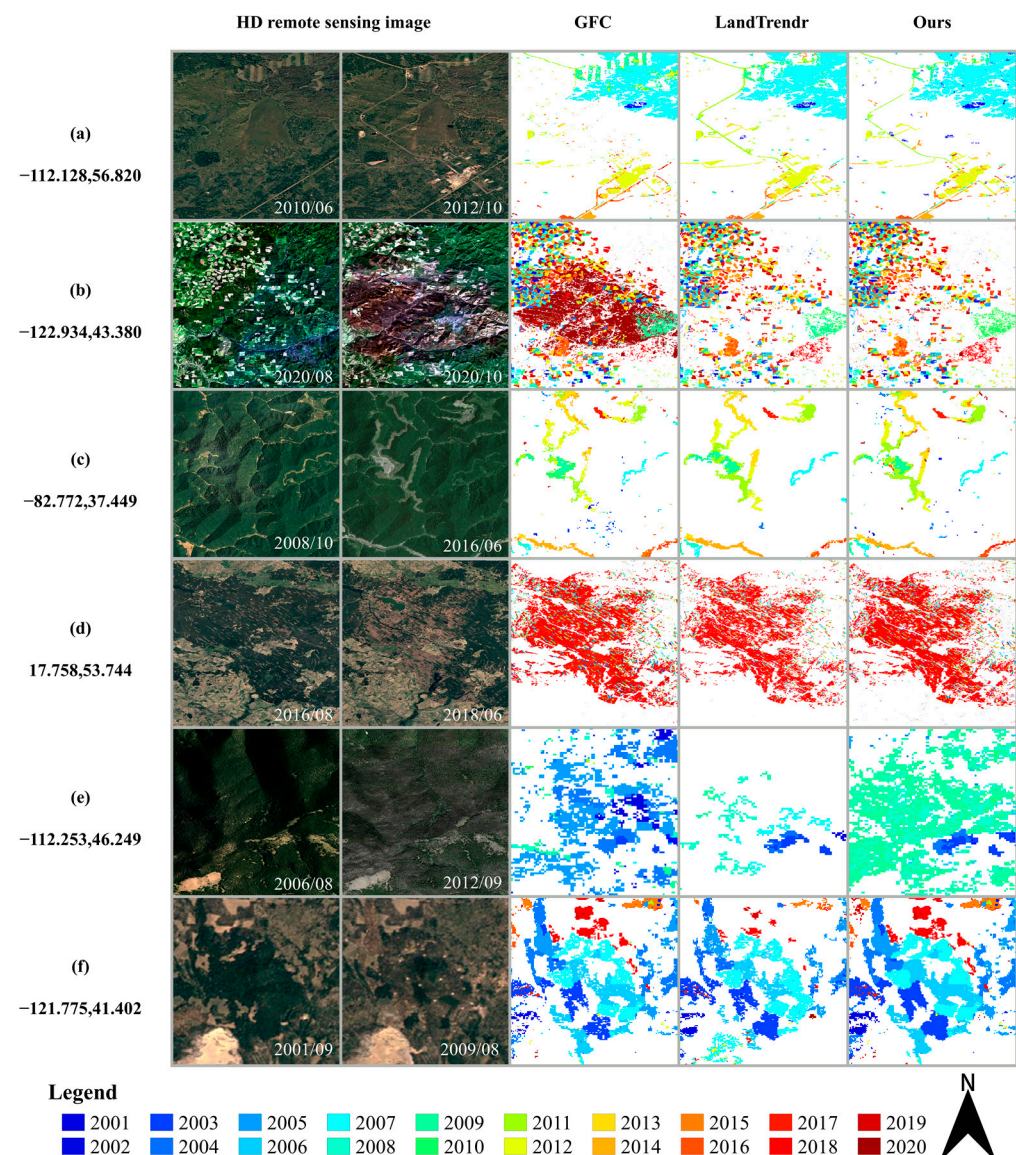 HD remote sensing image GFC LandTrendr Ours
(a)
−112.128,56.820
2010/06 2012/10
(b)
−122.934,43.380
2020/08 2020/10
(c)
−82.772,37.449
2008/10 2016/06
(d)
17.758,53.744
2016/08 2018/06
(e)
−112.253,46.249
2006/08 2012/09
(f)
−121.775,41.402
2001/09 2009/08
Legend N
2001 2003 2005 2007 2009 2011 2013 2015 2017 2019
2002 2004 2006 2008 2010 2012 2014 2016 2018 2020